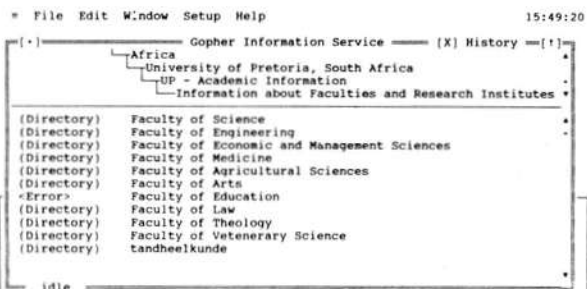 ≡ File Edit Window Setup Help 15:49:20
[•] Gopher Information Service [X] History [↑]
Africa
University of Pretoria, South Africa
UP - Academic Information
Information about Faculties and Research Institutes
(Directory) Faculty of Science
(Directory) Faculty of Engineering
(Directory) Faculty of Economic and Management Sciences
(Directory) Faculty of Medicine
(Directory) Faculty of Agricultural Sciences
(Directory) Faculty of Arts
<Error> Faculty of Education
(Directory) Faculty of Law
(Directory) Faculty of Theology
(Directory) Faculty of Vetenerary Science
(Directory) tandheelkunde
idle